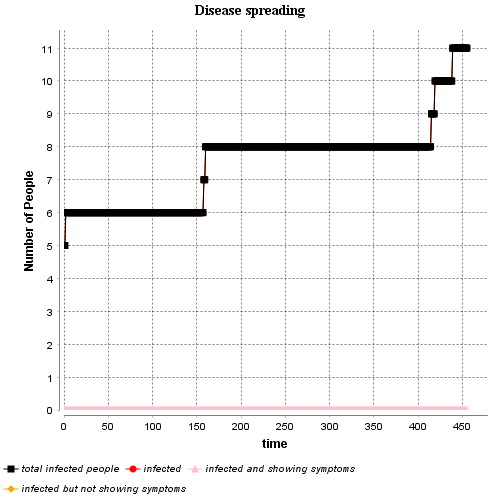 Disease spreading
11
10
9
8
7
6
5
4
3
2
1
0
Number of People
0 50 100 150 200 250 300 350 400 450
time
total infected people infected infected and showing symptoms
infected but not showing symptoms